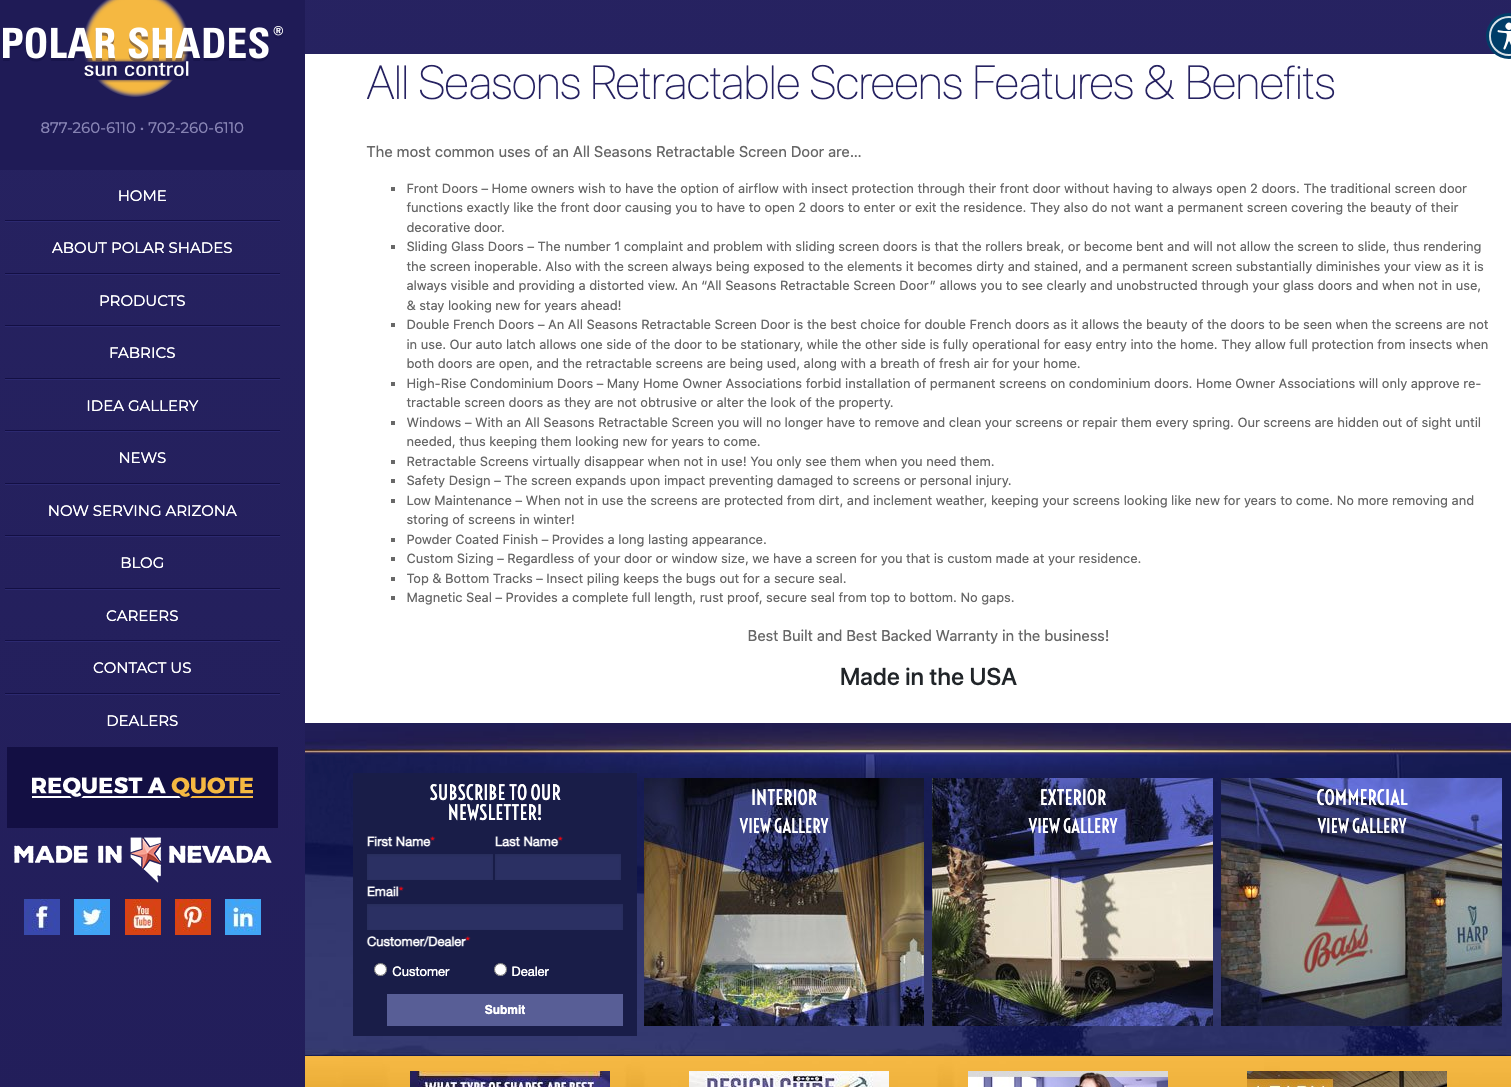 POLAR SHADES®
sun control
877-260-6110 • 702-260-6110
HOME
ABOUT POLAR SHADES
PRODUCTS
FABRICS
IDEA GALLERY
NEWS
NOW SERVING ARIZONA
BLOG
CAREERS
CONTACT US
DEALERS
REQUEST A QUOTE
MADE IN NEVADA
f
You
Tube
in
All Seasons Retractable Screens Features & Benefits
The most common uses of an All Seasons Retractable Screen Door are...
▪ Front Doors – Home owners wish to have the option of airflow with insect protection through their front door without having to always open 2 doors. The traditional screen door
functions exactly like the front door causing you to have to open 2 doors to enter or exit the residence. They also do not want a permanent screen covering the beauty of their
decorative door.
▪ Sliding Glass Doors – The number 1 complaint and problem with sliding screen doors is that the rollers break, or become bent and will not allow the screen to slide, thus rendering
the screen inoperable. Also with the screen always being exposed to the elements it becomes dirty and stained, and a permanent screen substantially diminishes your view as it is
always visible and providing a distorted view. An “All Seasons Retractable Screen Door” allows you to see clearly and unobstructed through your glass doors and when not in use,
& stay looking new for years ahead!
▪ Double French Doors – An All Seasons Retractable Screen Door is the best choice for double French doors as it allows the beauty of the doors to be seen when the screens are not
in use. Our auto latch allows one side of the door to be stationary, while the other side is fully operational for easy entry into the home. They allow full protection from insects when
both doors are open, and the retractable screens are being used, along with a breath of fresh air for your home.
▪ High-Rise Condominium Doors – Many Home Owner Associations forbid installation of permanent screens on condominium doors. Home Owner Associations will only approve re-
tractable screen doors as they are not obtrusive or alter the look of the property.
▪ Windows – With an All Seasons Retractable Screen you will no longer have to remove and clean your screens or repair them every spring. Our screens are hidden out of sight until
needed, thus keeping them looking new for years to come.
▪ Retractable Screens virtually disappear when not in use! You only see them when you need them.
▪ Safety Design – The screen expands upon impact preventing damaged to screens or personal injury.
▪ Low Maintenance – When not in use the screens are protected from dirt, and inclement weather, keeping your screens looking like new for years to come. No more removing and
storing of screens in winter!
▪ Powder Coated Finish – Provides a long lasting appearance.
▪ Custom Sizing – Regardless of your door or window size, we have a screen for you that is custom made at your residence.
▪ Top & Bottom Tracks – Insect piling keeps the bugs out for a secure seal.
▪ Magnetic Seal – Provides a complete full length, rust proof, secure seal from top to bottom. No gaps.
Best Built and Best Backed Warranty in the business!
Made in the USA
SUBSCRIBE TO OUR
NEWSLETTER!
First Name* Last Name*
Email*
Customer/Dealer*
Customer Dealer
Submit
INTERIOR
VIEW GALLERY
EXTERIOR
VIEW GALLERY
COMMERCIAL
VIEW GALLERY
Bass
HARP
WHAT TYPE OF SHADES ARE BEST
DESIGN GUIDE
LEARN